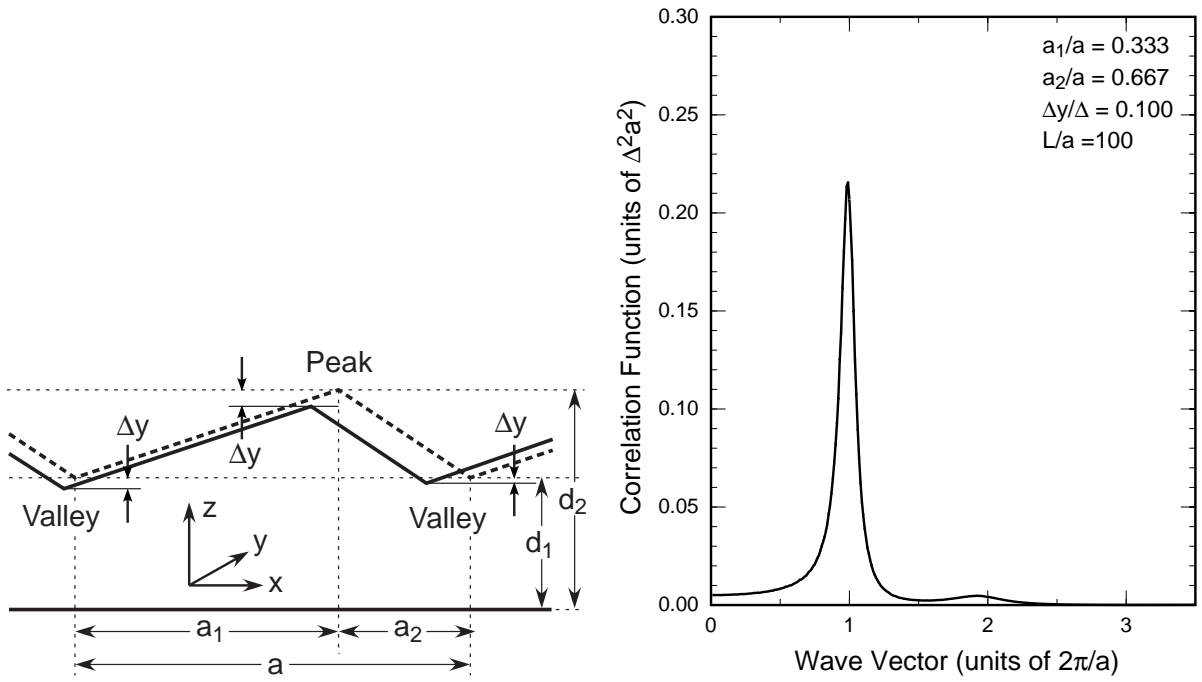 Peak
Δy
Δy
Δy
Valley
Valley
z
y
x
d₁
d₂
a₁
a₂
a
0.30
0.25
0.20
0.15
0.10
0.05
0.00
0 1 2 3
Correlation Function (units of Δ²a²)
Wave Vector (units of 2π/a)
a₁/a = 0.333
a₂/a = 0.667
Δy/Δ = 0.100
L/a =100